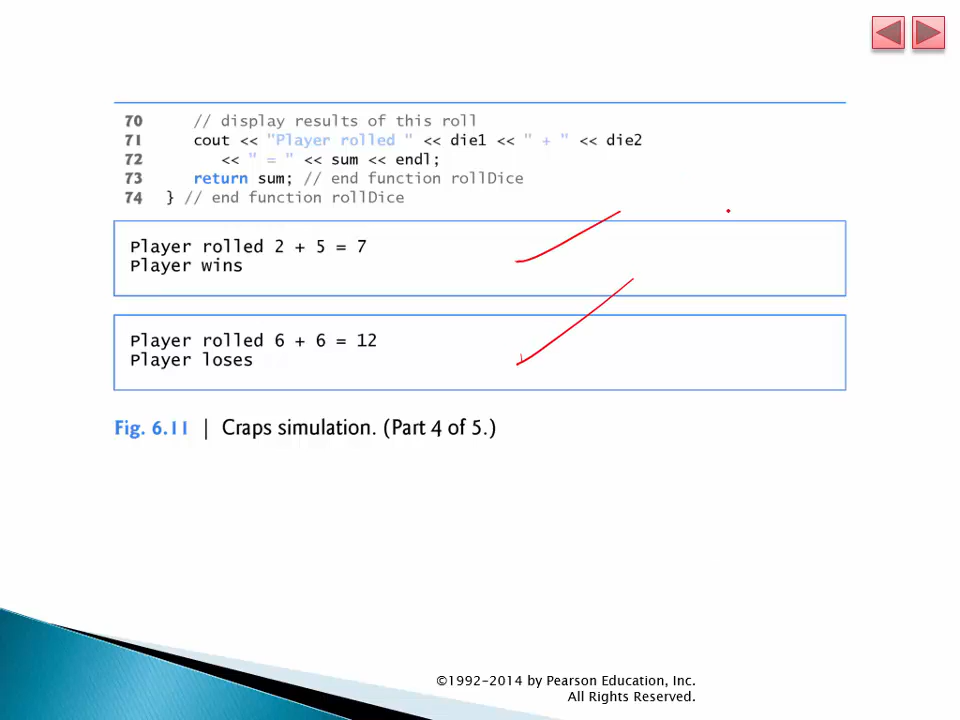 70 // display results of this roll
71 cout << "Player rolled " << die1 << " + " << die2
72 << " = " << sum << endl;
73 return sum; // end function rollDice
74 } // end function rollDice
Player rolled 2 + 5 = 7
Player wins
Player rolled 6 + 6 = 12
Player loses
Fig. 6.11 | Craps simulation. (Part 4 of 5.)
©1992-2014 by Pearson Education, Inc.
All Rights Reserved.